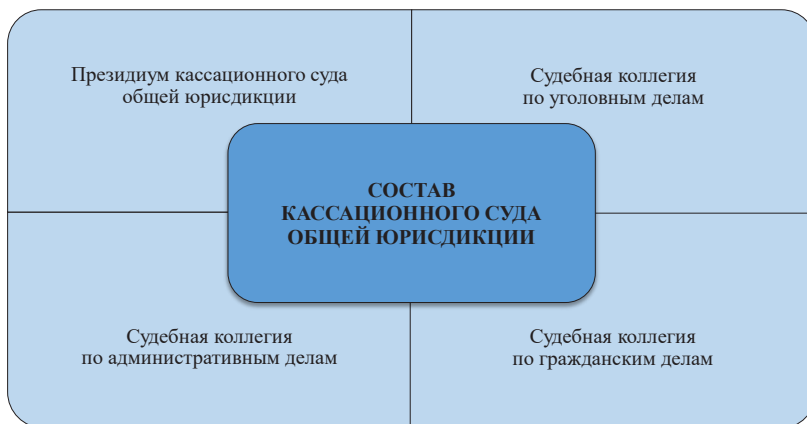 Президиум кассационного суда
общей юрисдикции
Судебная коллегия
по уголовным делам
СОСТАВ
КАССАЦИОННОГО СУДА
ОБЩЕЙ ЮРИСДИКЦИИ
Судебная коллегия
по административным делам
Судебная коллегия
по гражданским делам